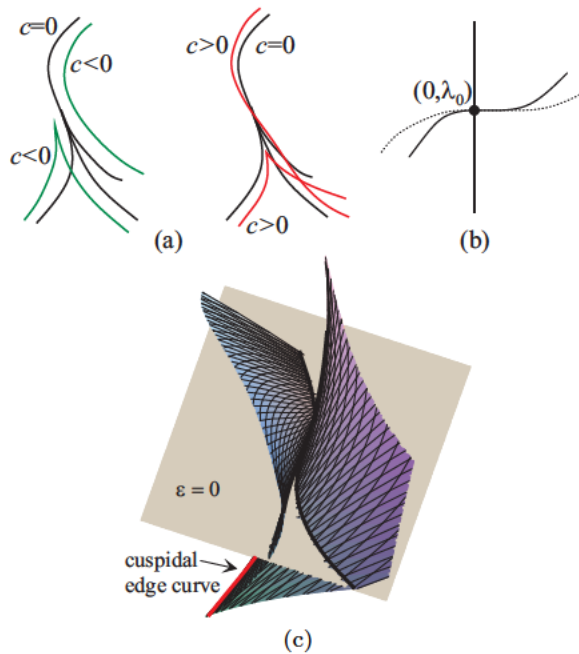 c=0
c<0
c<0
c>0
c=0
c>0
(a)
(0,λ₀)
(b)
ε = 0
cuspidal
edge curve
(c)